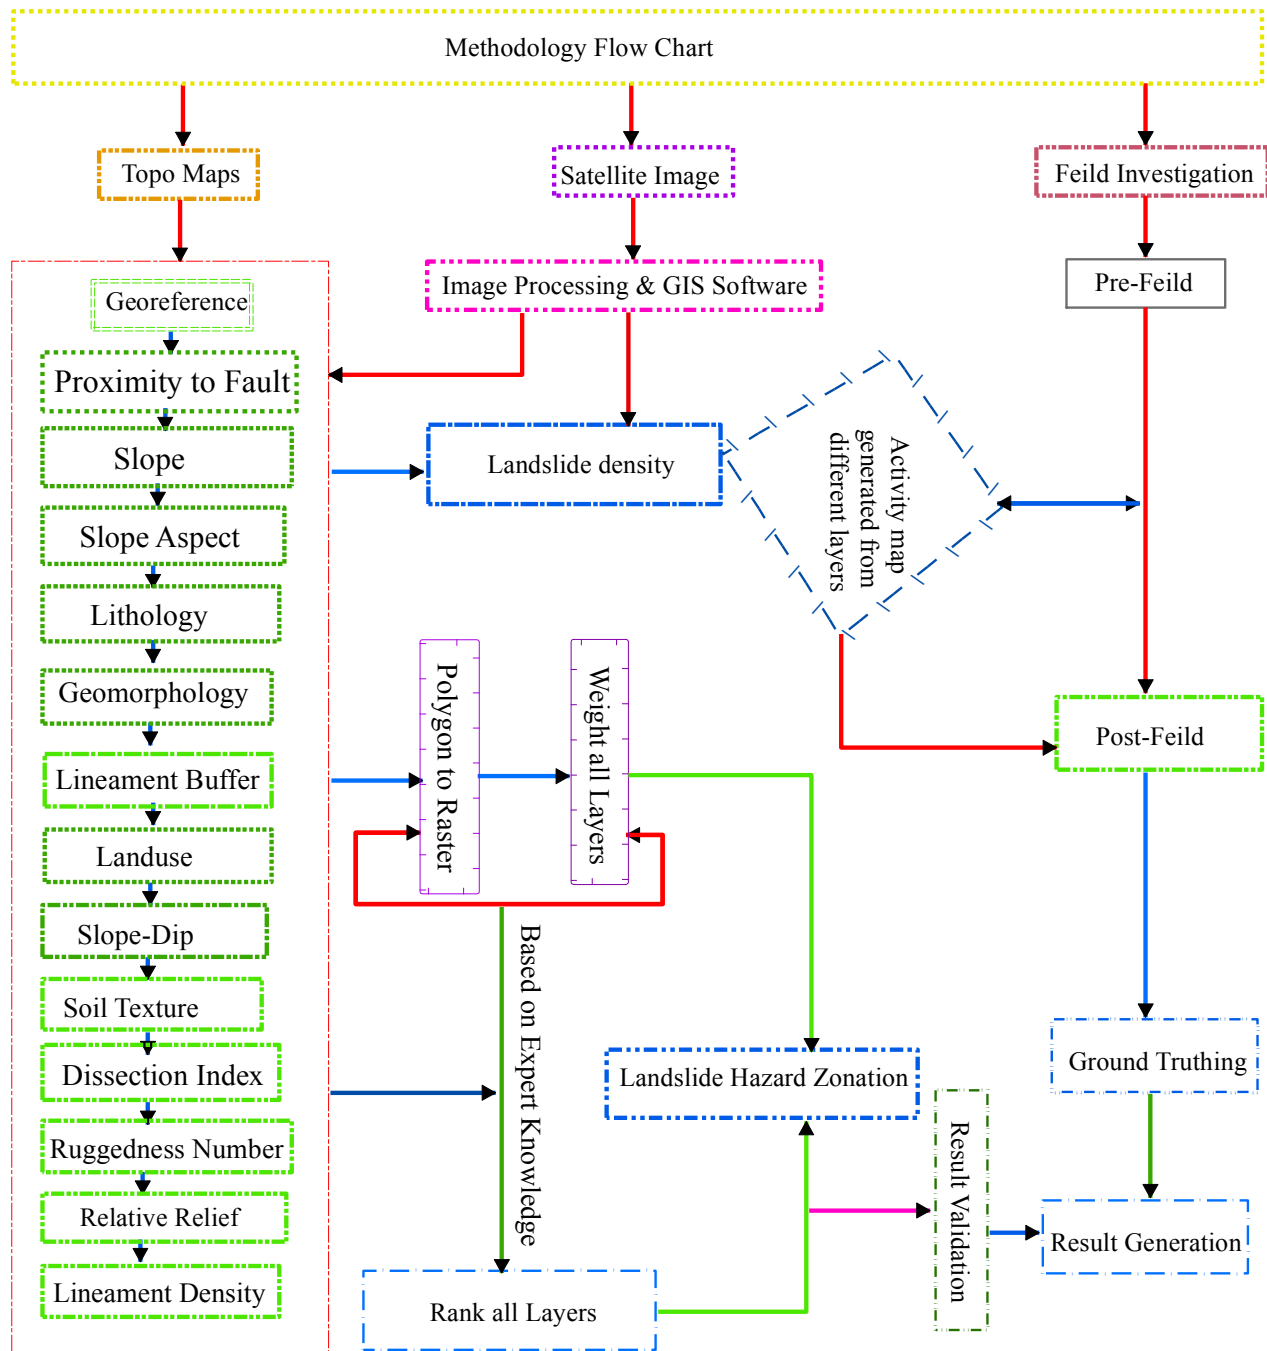 Methodology Flow Chart
Topo Maps
Satellite Image
Feild Investigation
Georeference
Image Processing & GIS Software
Pre-Feild
Proximity to Fault
Slope
Slope Aspect
Lithology
Geomorphology
Lineament Buffer
Landuse
Slope-Dip
Soil Texture
Dissection Index
Ruggedness Number
Relative Relief
Lineament Density
Landslide density
Activity map
generated from
different layers
Polygon to Raster
Weight all Layers
Post-Feild
Based on Expert Knowledge
Landslide Hazard Zonation
Ground Truthing
Result Validation
Result Generation
Rank all Layers